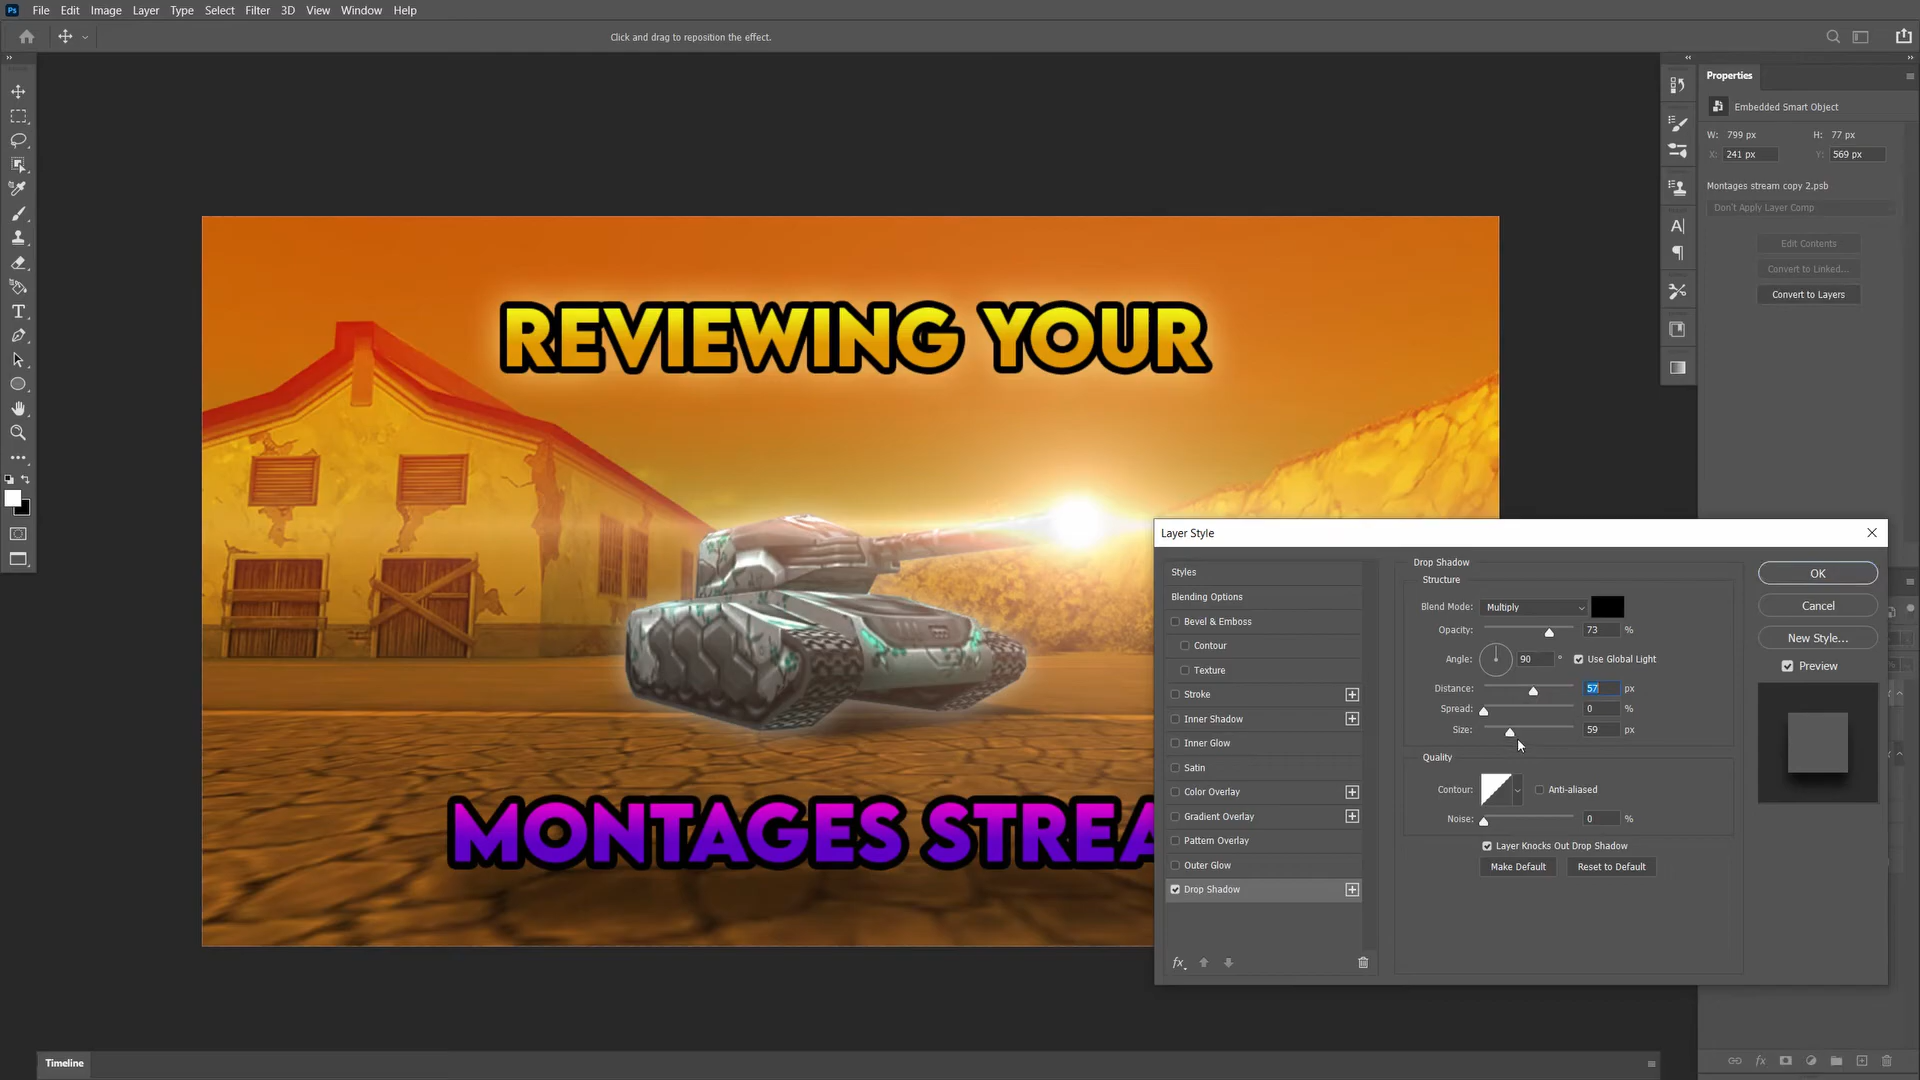 Ps File Edit Image Layer Type Select Filter 3D View Window Help
Click and drag to reposition the effect.
Properties
Embedded Smart Object
W: 799 px H: 77 px
X: 241 px Y: 569 px
Montages stream copy 2.psb
Don't Apply Layer Comp
Edit Contents
Convert to Linked...
Convert to Layers
REVIEWING YOUR
MONTAGES STREA
Layer Style
Styles
Blending Options
Bevel & Emboss
Contour
Texture
Stroke
Inner Shadow
Inner Glow
Satin
Color Overlay
Gradient Overlay
Pattern Overlay
Outer Glow
Drop Shadow
fx
Drop Shadow
Structure
Blend Mode: Multiply
Opacity: 73 %
Angle: 90 ° Use Global Light
Distance: 57 px
Spread: 0 %
Size: 59 px
Quality
Contour: Anti-aliased
Noise: 0 %
Layer Knocks Out Drop Shadow
Make Default Reset to Default
OK
Cancel
New Style...
Preview
Timeline
fx